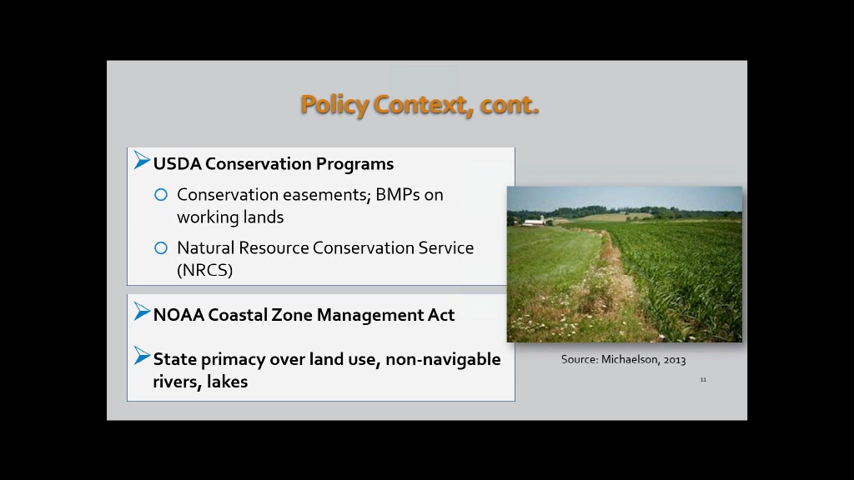 Policy Context, cont.
USDA Conservation Programs
Conservation easements; BMPs on
working lands
Natural Resource Conservation Service
(NRCS)
NOAA Coastal Zone Management Act
State primacy over land use, non-navigable
rivers, lakes
Source: Michaelson, 2013
11